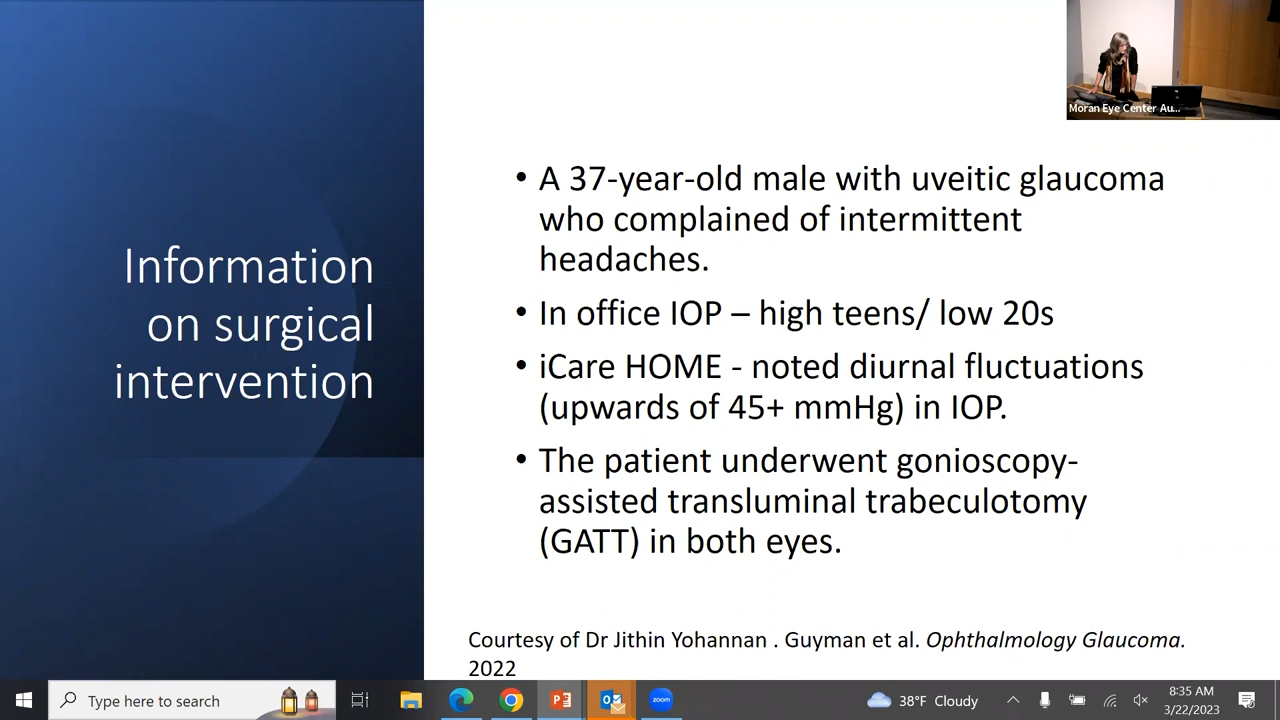 Moran Eye Center Au...
Information
on surgical
intervention
• A 37-year-old male with uveitic glaucoma
who complained of intermittent
headaches.
• In office IOP – high teens/ low 20s
• iCare HOME - noted diurnal fluctuations
(upwards of 45+ mmHg) in IOP.
• The patient underwent gonioscopy-
assisted transluminal trabeculotomy
(GATT) in both eyes.
Courtesy of Dr Jithin Yohannan . Guyman et al. Ophthalmology Glaucoma.
2022
Type here to search
zoom
38°F Cloudy
8:35 AM
3/22/2023